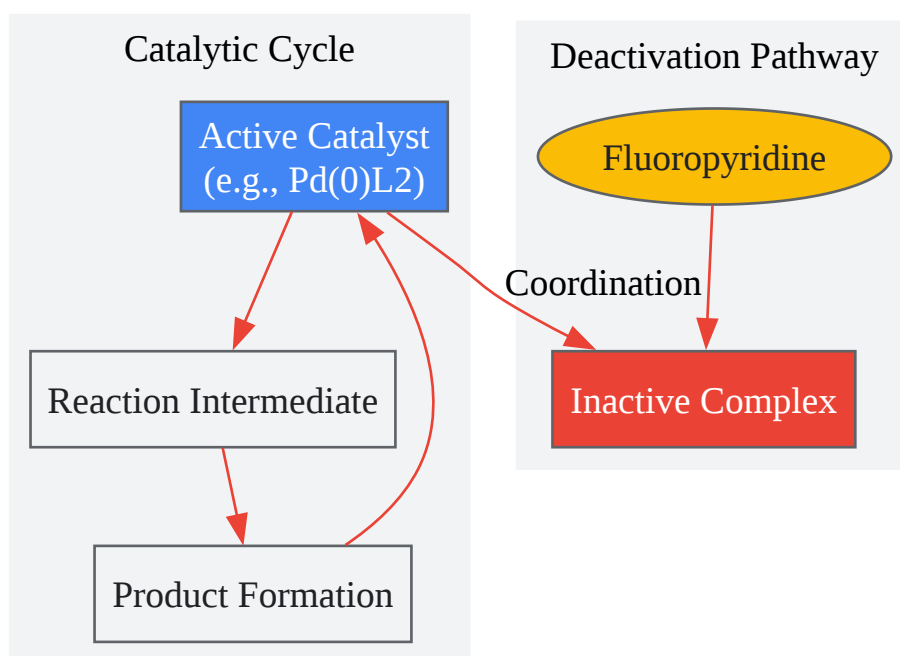 Catalytic Cycle
Active Catalyst
(e.g., Pd(0)L2)
Reaction Intermediate
Product Formation
Deactivation Pathway
Fluoropyridine
Coordination
Inactive Complex